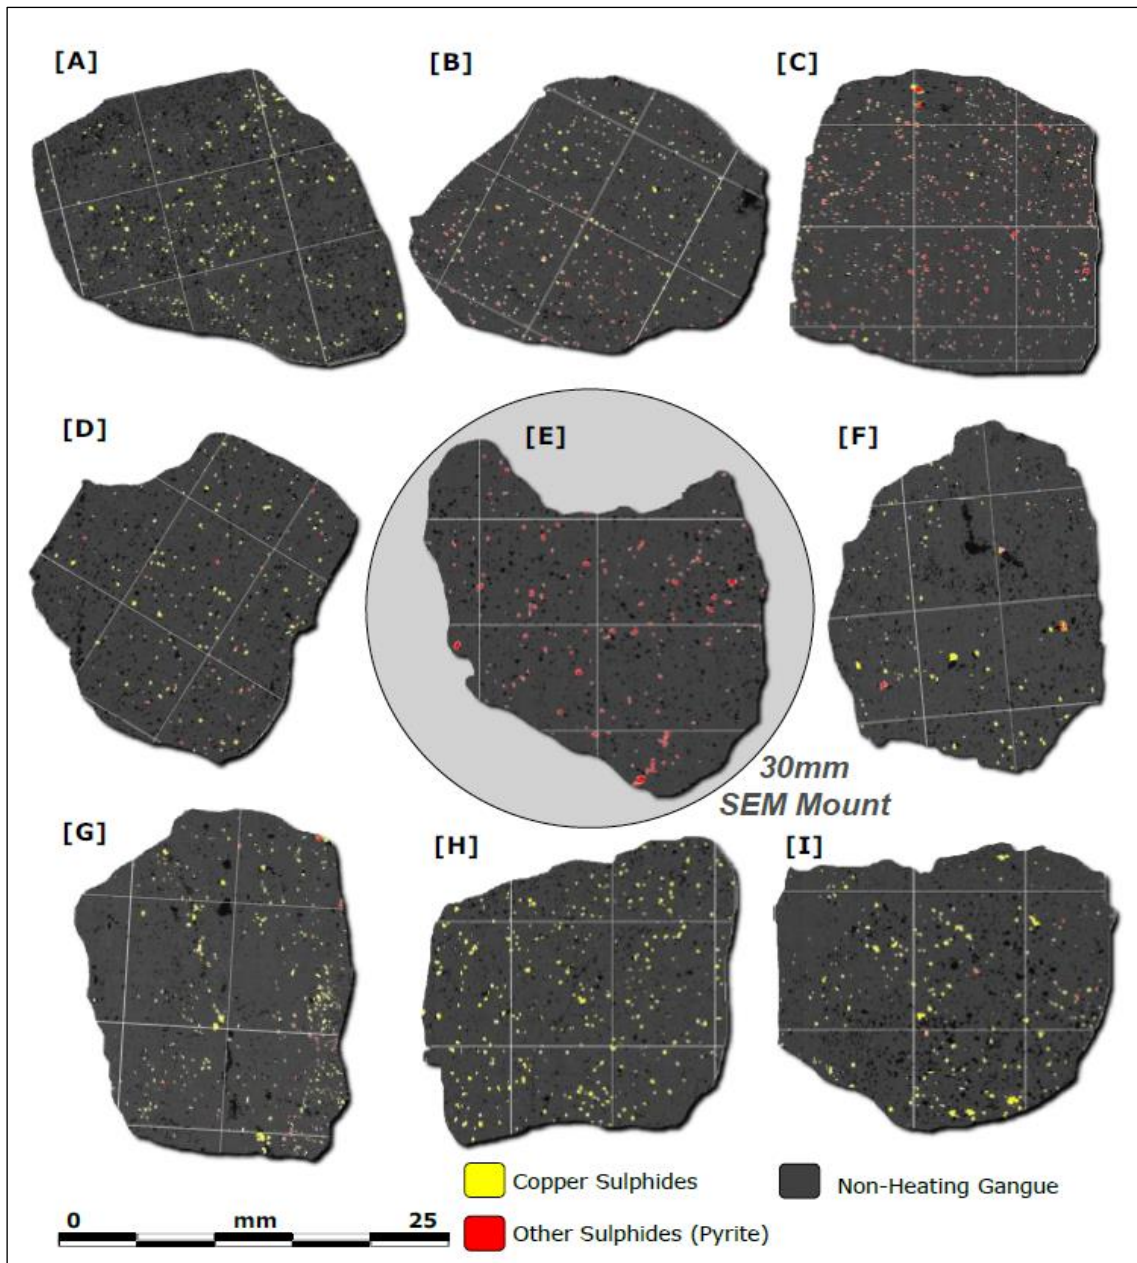 [A]
[B]
[C]
[D]
[E]
[F]
30mm
SEM Mount
[G]
[H]
[I]
Copper Sulphides
Non-Heating Gangue
Other Sulphides (Pyrite)
0 mm 25